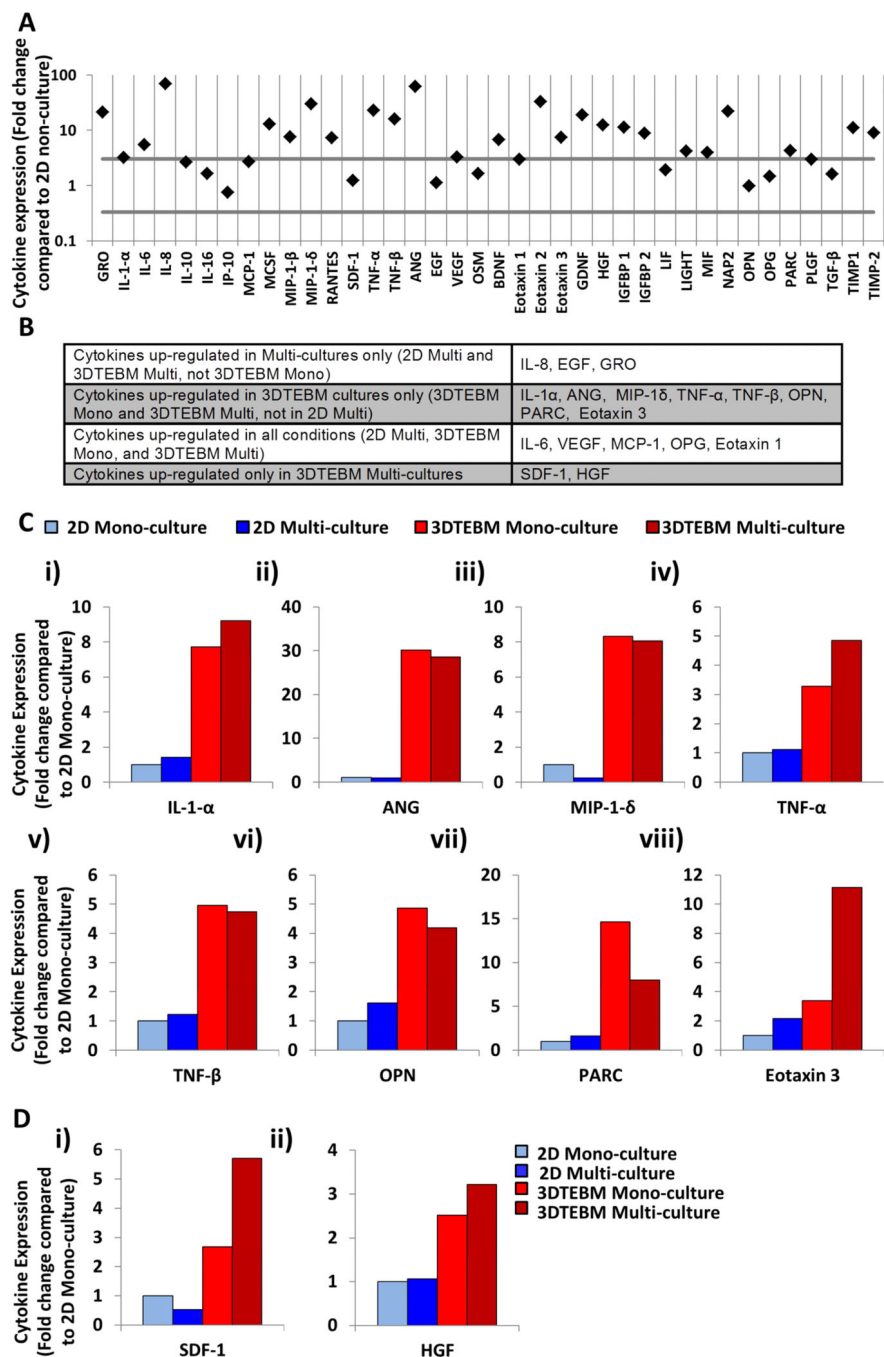 A
Cytokine expression (Fold change
compared to 2D non-culture)
100
10
1
0.1
GRO
IL-1-α
IL-6
IL-8
IL-10
IL-16
IP-10
MCP-1
MCSF
MIP-1-β
MIP-1-δ
RANTES
SDF-1
TNF-α
TNF-β
ANG
EGF
VEGF
OSM
BDNF
Eotaxin 1
Eotaxin 2
Eotaxin 3
GDNF
HGF
IGFBP 1
IGFBP 2
LIF
LIGHT
MIF
NAP2
OPN
OPG
PARC
PLGF
TGF-β
TIMP1
TIMP-2
B
Cytokines up-regulated in Multi-cultures only (2D Multi and
3DTEBM Multi, not 3DTEBM Mono)
IL-8, EGF, GRO
Cytokines up-regulated in 3DTEBM cultures only (3DTEBM
Mono and 3DTEBM Multi, not in 2D Multi)
IL-1α, ANG, MIP-1δ, TNF-α, TNF-β, OPN,
PARC, Eotaxin 3
Cytokines up-regulated in all conditions (2D Multi, 3DTEBM
Mono, and 3DTEBM Multi)
IL-6, VEGF, MCP-1, OPG, Eotaxin 1
Cytokines up-regulated only in 3DTEBM Multi-cultures
SDF-1, HGF
C
2D Mono-culture
2D Multi-culture
3DTEBM Mono-culture
3DTEBM Multi-culture
i)
Cytokine Expression
(Fold change compared
to 2D Mono-culture)
10
8
6
4
2
0
IL-1-α
ii)
40
30
20
10
0
ANG
iii)
10
8
6
4
2
0
MIP-1-δ
iv)
6
5
4
3
2
1
0
TNF-α
v)
Cytokine Expression
(Fold change compared
to 2D Mono-culture)
6
5
4
3
2
1
0
TNF-β
vi)
6
5
4
3
2
1
0
OPN
vii)
20
15
10
5
0
PARC
viii)
12
10
8
6
4
2
0
Eotaxin 3
D
i)
Cytokine Expression
(Fold change compared
to 2D Mono-culture)
6
5
4
3
2
1
0
SDF-1
ii)
4
3
2
1
0
HGF
2D Mono-culture
2D Multi-culture
3DTEBM Mono-culture
3DTEBM Multi-culture